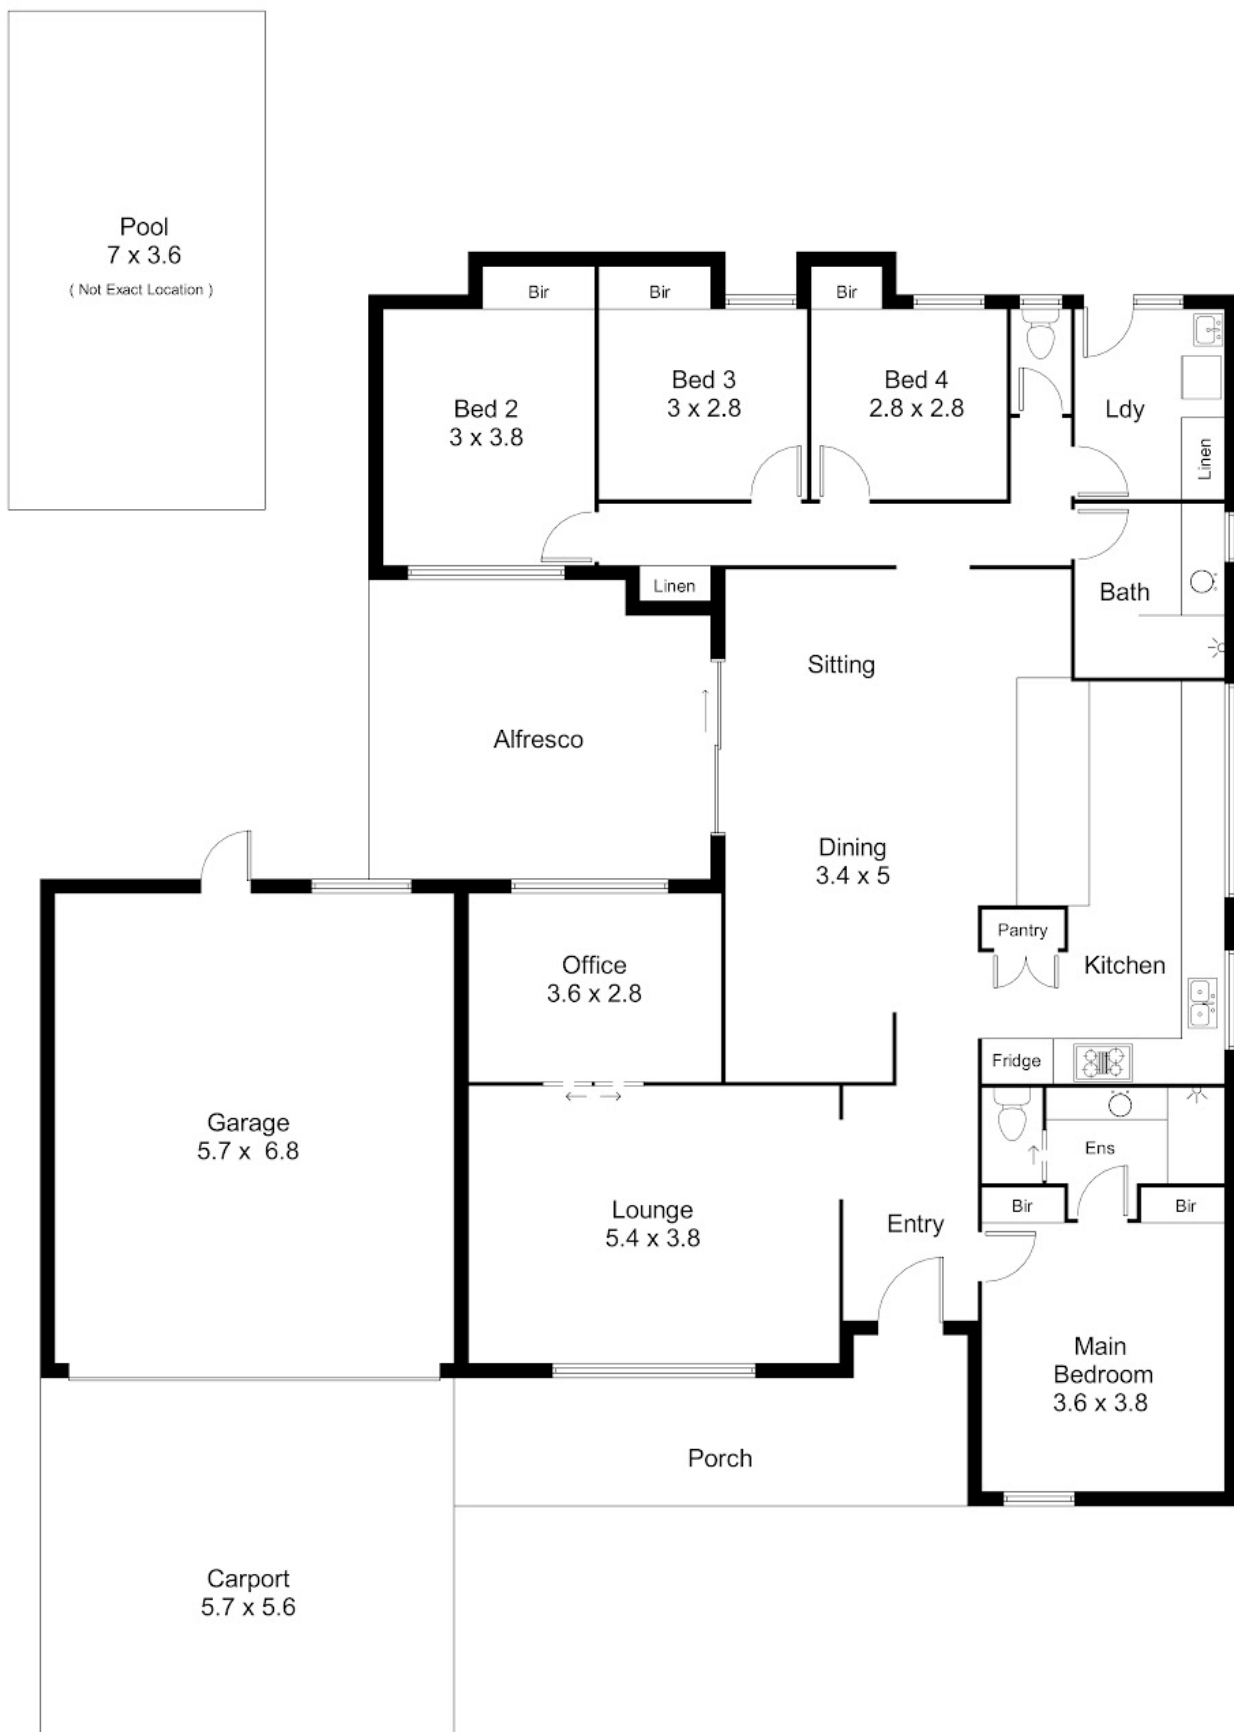 Pool
7 x 3.6
( Not Exact Location )
Bir
Bir
Bir
Bed 2
3 x 3.8
Bed 3
3 x 2.8
Bed 4
2.8 x 2.8
Ldy
Linen
Linen
Bath
Sitting
Alfresco
Dining
3.4 x 5
Pantry
Kitchen
Office
3.6 x 2.8
Fridge
Garage
5.7 x 6.8
Ens
Lounge
5.4 x 3.8
Entry
Bir
Bir
Main
Bedroom
3.6 x 3.8
Porch
Carport
5.7 x 5.6